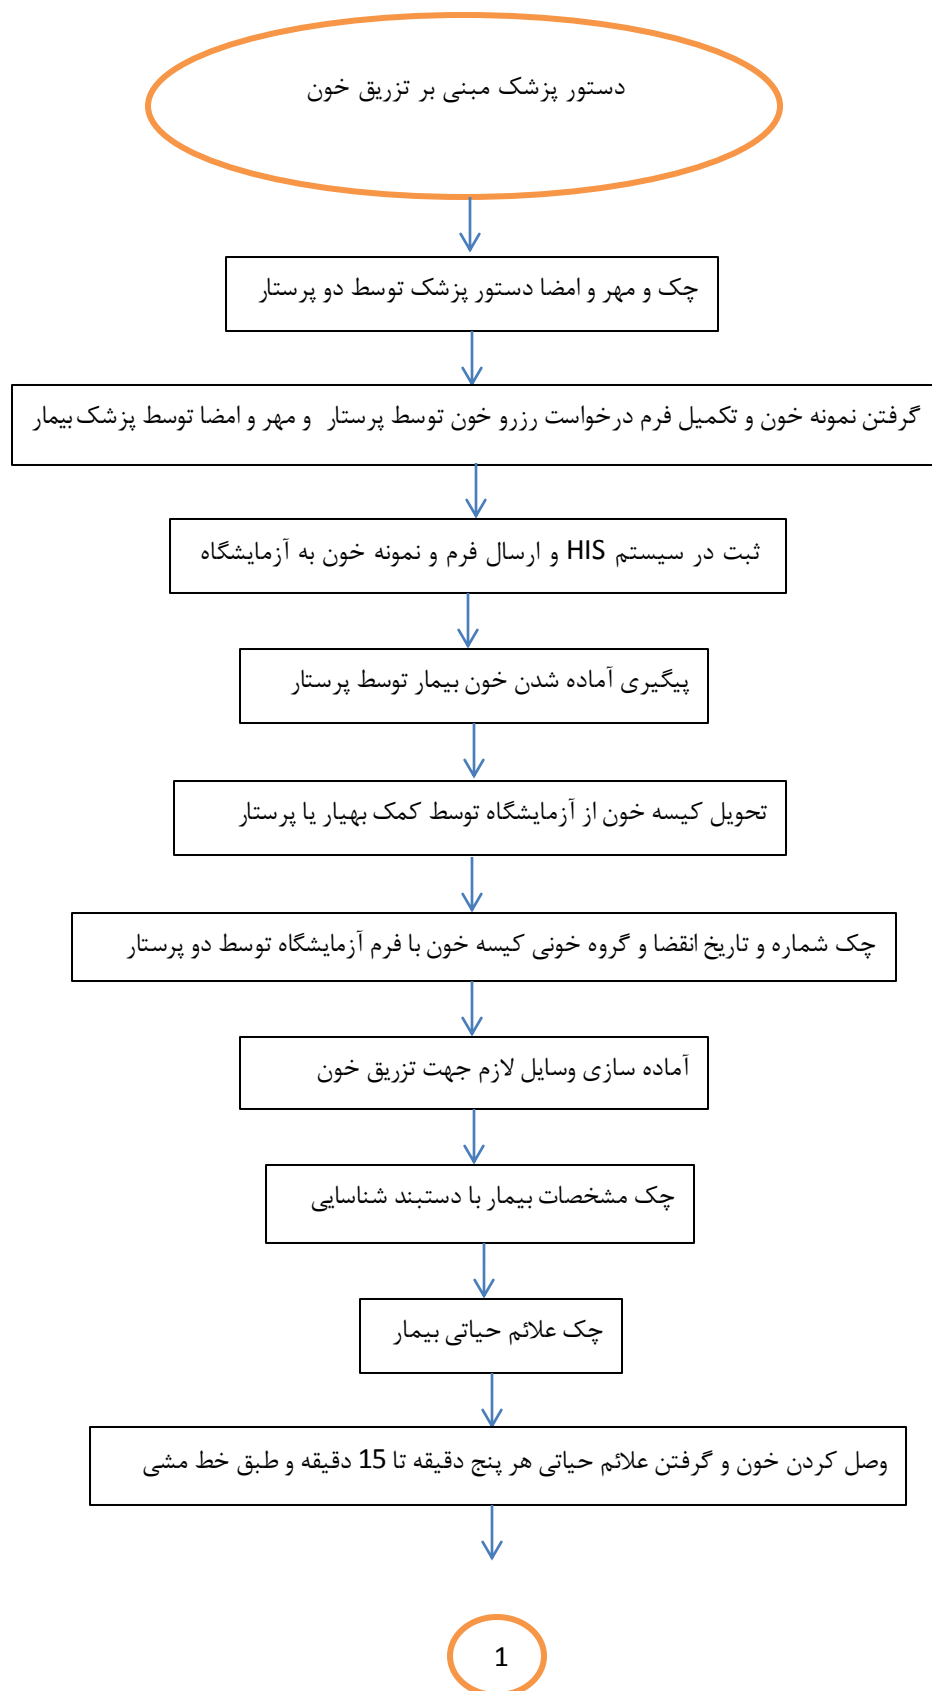 دستور پزشک مبنی بر تزریق خون
چک و مهر و امضا دستور پزشک توسط دو پرستار
گرفتن نمونه خون و تکمیل فرم درخواست رزرو خون توسط پرستار و مهر و امضا توسط پزشک بیمار
ثبت در سیستم HIS و ارسال فرم و نمونه خون به آزمایشگاه
پیگیری آماده شدن خون بیمار توسط پرستار
تحویل کیسه خون از آزمایشگاه توسط کمک بهیار یا پرستار
چک شماره و تاریخ انقضا و گروه خونی کیسه خون با فرم آزمایشگاه توسط دو پرستار
آماده سازی وسایل لازم جهت تزریق خون
چک مشخصات بیمار با دستبند شناسایی
چک علائم حیاتی بیمار
وصل کردن خون و گرفتن علائم حیاتی هر پنج دقیقه تا 15 دقیقه و طبق خط مشی
1